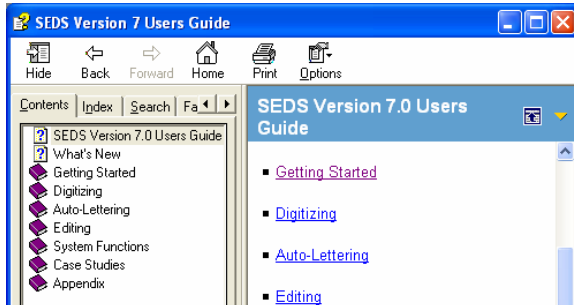 SEDS Version 7 Users Guide
Hide Back Forward Home Print Options
Contents Index Search Fa
SEDS Version 7.0 Users Guide
What's New
Getting Started
Digitizing
Auto-Lettering
Editing
System Functions
Case Studies
Appendix
SEDS Version 7.0 Users
Guide
Getting Started
Digitizing
Auto-Lettering
Editing